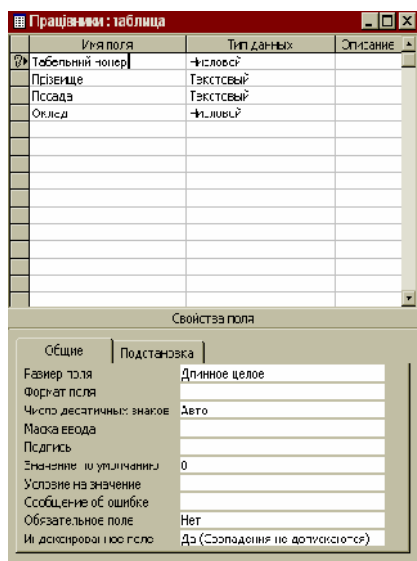 Працівники : таблица
Имя поля Тип данных Описание
Табельний номер Числовой
Прізвище Текстовый
Посада Текстовый
Оклад Числовой
Свойства поля
Общие Подстановка
Размер поля Длинное целое
Формат поля
Число десятичных знаков Авто
Маска ввода
Подпись
Значение по умолчанию 0
Условие на значение
Сообщение об ошибке
Обязательное поле Нет
Индексированное поле Да (Совпадения не допускаются)